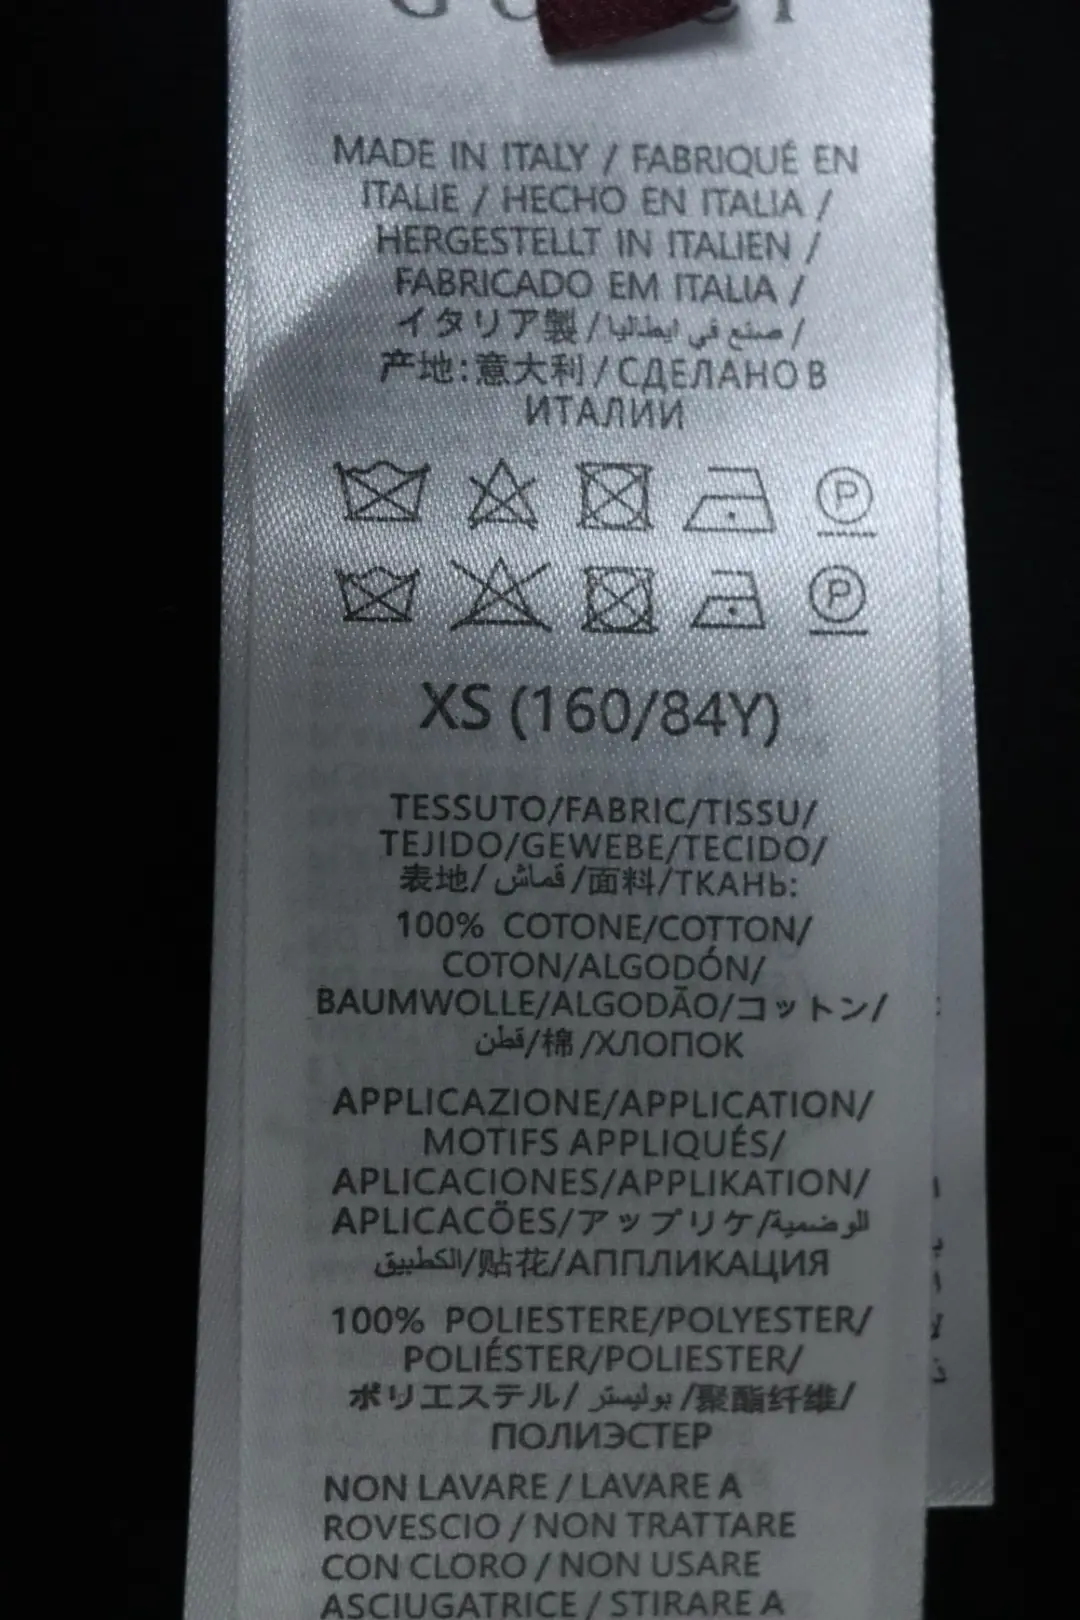 GUCCI
MADE IN ITALY / FABRIQUÉ EN
ITALIE / HECHO EN ITALIA /
HERGESTELLT IN ITALIEN /
FABRICADO EM ITALIA /
イタリア製/صنع في ايطاليا/
产地:意大利/СДЕЛАНО В
ИТАЛИИ
P
P
XS (160/84Y)
TESSUTO/FABRIC/TISSU/
TEJIDO/GEWEBE/TECIDO/
表地/قماش/面料/ТКАНЬ:
100% COTONE/COTTON/
COTON/ALGODÓN/
BAUMWOLLE/ALGODÃO/コットン/
قطن/棉/ХЛОПОК
APPLICAZIONE/APPLICATION/
MOTIFS APPLIQUÉS/
APLICACIONES/APPLIKATION/
APLICACÕES/アップリケ/
贴花/АППЛИКАЦИЯ
100% POLIESTERE/POLYESTER/
POLIÉSTER/POLIESTER/
ポリエステル/بوليستر/聚酯纤维/
ПОЛИЭСТЕР
NON LAVARE / LAVARE A
ROVESCIO / NON TRATTARE
CON CLORO / NON USARE
ASCIUGATRICE / STIRARE A